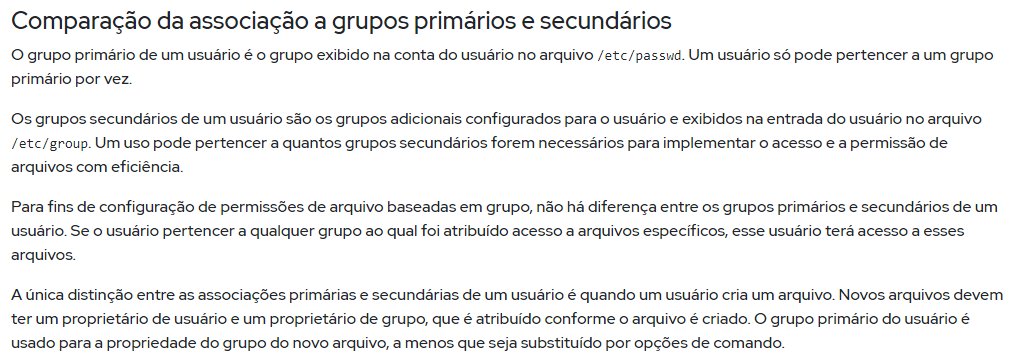 Comparação da associação a grupos primários e secundários
O grupo primário de um usuário é o grupo exibido na conta do usuário no arquivo /etc/passwd. Um usuário só pode pertencer a um grupo
primário por vez.
Os grupos secundários de um usuário são os grupos adicionais configurados para o usuário e exibidos na entrada do usuário no arquivo
/etc/group. Um uso pode pertencer a quantos grupos secundários forem necessários para implementar o acesso e a permissão de
arquivos com eficiência.
Para fins de configuração de permissões de arquivo baseadas em grupo, não há diferença entre os grupos primários e secundários de um
usuário. Se o usuário pertencer a qualquer grupo ao qual foi atribuído acesso a arquivos específicos, esse usuário terá acesso a esses
arquivos.
A única distinção entre as associações primárias e secundárias de um usuário é quando um usuário cria um arquivo. Novos arquivos devem
ter um proprietário de usuário e um proprietário de grupo, que é atribuído conforme o arquivo é criado. O grupo primário do usuário é
usado para a propriedade do grupo do novo arquivo, a menos que seja substituído por opções de comando.